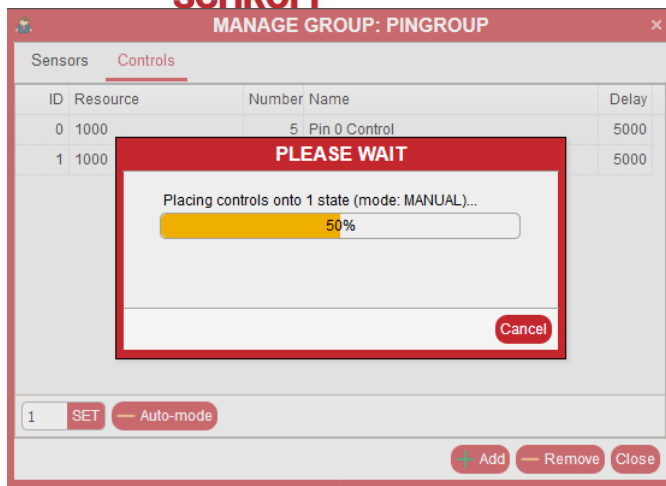 MANAGE GROUP: PINGROUP
Sensors Controls
ID Resource Number Name Delay
0 1000 5 Pin 0 Control 5000
1 1000 5000
PLEASE WAIT
Placing controls onto 1 state (mode: MANUAL)...
50%
Cancel
1 SET Auto-mode
Add Remove Close